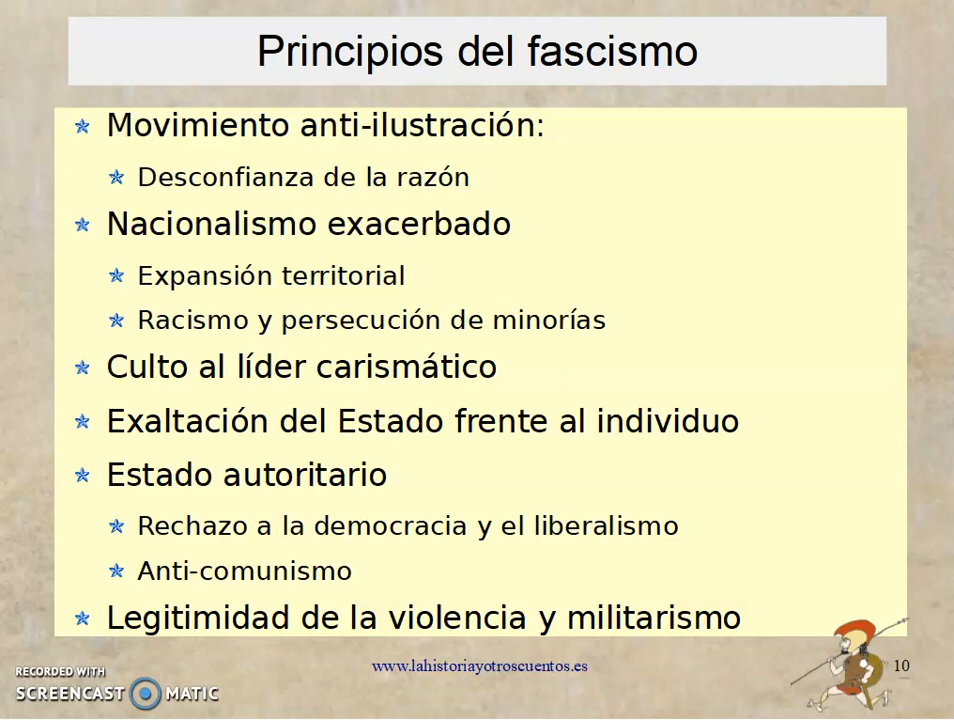 Principios del fascismo
Movimiento anti-ilustración:
Desconfianza de la razón
Nacionalismo exacerbado
Expansión territorial
Racismo y persecución de minorías
Culto al líder carismático
Exaltación del Estado frente al individuo
Estado autoritario
Rechazo a la democracia y el liberalismo
Anti-comunismo
Legitimidad de la violencia y militarismo
www.lahistoriayotroscuentos.es
10
RECORDED WITH
SCREENCAST MATIC